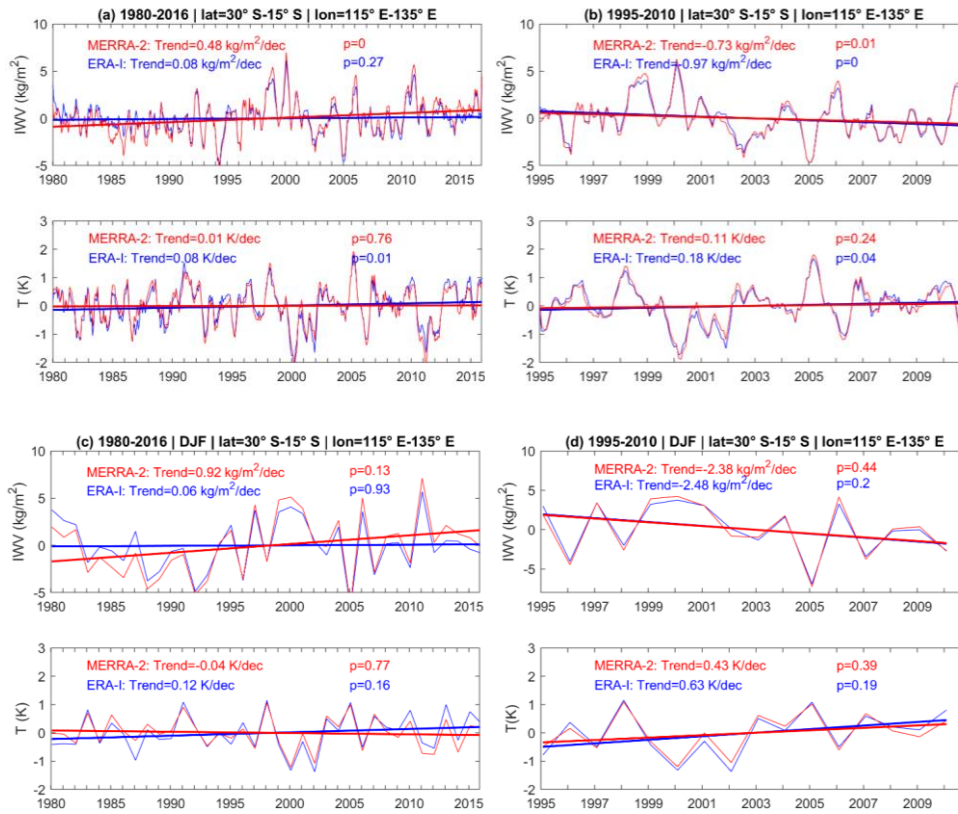 (a) 1980-2016 | lat=30° S-15° S | lon=115° E-135° E
10
5
0
-5
IWV (kg/m²)
MERRA-2: Trend=0.48 kg/m²/dec p=0
ERA-I: Trend=0.08 kg/m²/dec p=0.27
1980 1985 1990 1995 2000 2005 2010 2015
3
2
1
0
-1
-2
T (K)
MERRA-2: Trend=0.01 K/dec p=0.76
ERA-I: Trend=0.08 K/dec p=0.01
1980 1985 1990 1995 2000 2005 2010 2015
(b) 1995-2010 | lat=30° S-15° S | lon=115° E-135° E
10
5
0
-5
IWV (kg/m²)
MERRA-2: Trend=-0.73 kg/m²/dec p=0.01
ERA-I: Trend=-0.97 kg/m²/dec p=0
1995 1997 1999 2001 2003 2005 2007 2009
3
2
1
0
-1
-2
T (K)
MERRA-2: Trend=0.11 K/dec p=0.24
ERA-I: Trend=0.18 K/dec p=0.04
1995 1997 1999 2001 2003 2005 2007 2009
(c) 1980-2016 | DJF | lat=30° S-15° S | lon=115° E-135° E
10
5
0
-5
IWV (kg/m²)
MERRA-2: Trend=0.92 kg/m²/dec p=0.13
ERA-I: Trend=0.06 kg/m²/dec p=0.93
1980 1985 1990 1995 2000 2005 2010 2015
3
2
1
0
-1
-2
T (K)
MERRA-2: Trend=-0.04 K/dec p=0.77
ERA-I: Trend=0.12 K/dec p=0.16
1980 1985 1990 1995 2000 2005 2010 2015
(d) 1995-2010 | DJF | lat=30° S-15° S | lon=115° E-135° E
10
5
0
-5
IWV (kg/m²)
MERRA-2: Trend=-2.38 kg/m²/dec p=0.44
ERA-I: Trend=-2.48 kg/m²/dec p=0.2
1995 1997 1999 2001 2003 2005 2007 2009
3
2
1
0
-1
-2
T (K)
MERRA-2: Trend=0.43 K/dec p=0.39
ERA-I: Trend=0.63 K/dec p=0.19
1995 1997 1999 2001 2003 2005 2007 2009